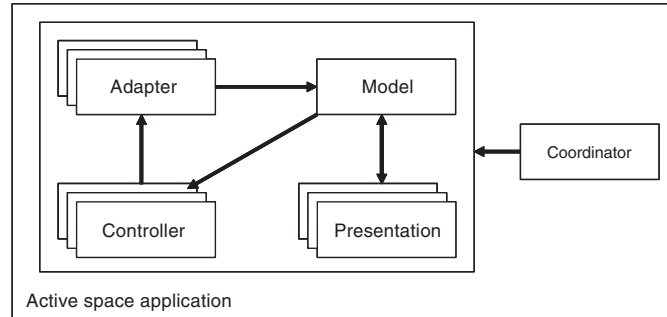 Adapter
Model
Coordinator
Controller
Presentation
Active space application